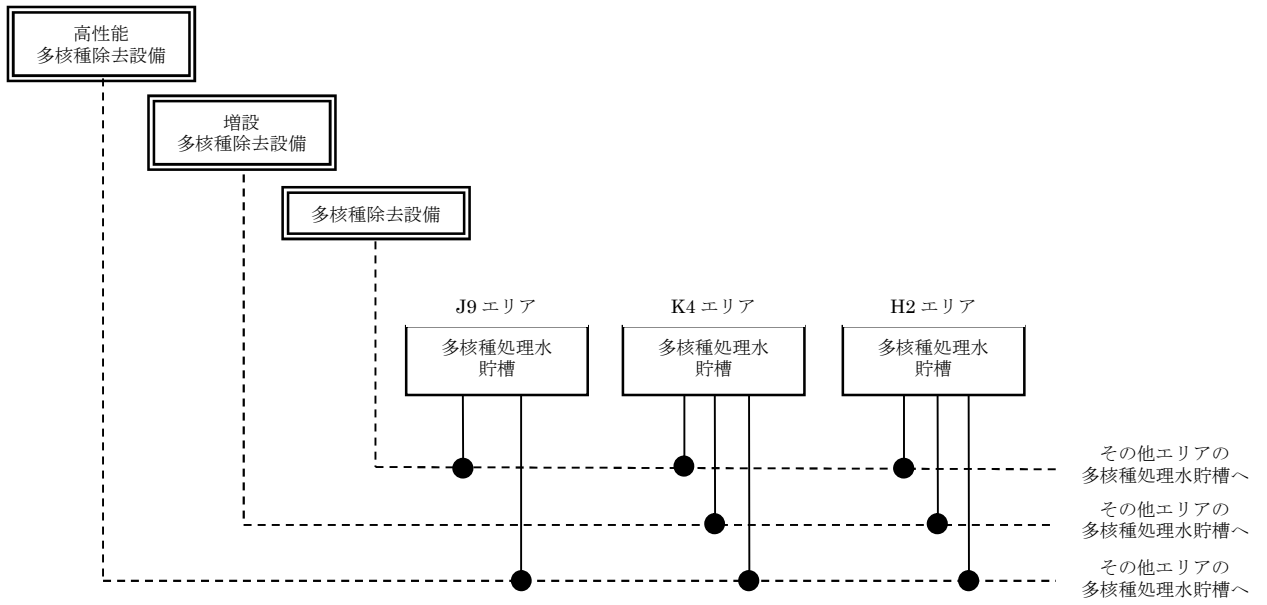 高性能
多核種除去設備
増設
多核種除去設備
多核種除去設備
J9 エリア
K4 エリア
H2 エリア
多核種処理水
貯槽
多核種処理水
貯槽
多核種処理水
貯槽
その他エリアの
多核種処理水貯槽へ
その他エリアの
多核種処理水貯槽へ
その他エリアの
多核種処理水貯槽へ